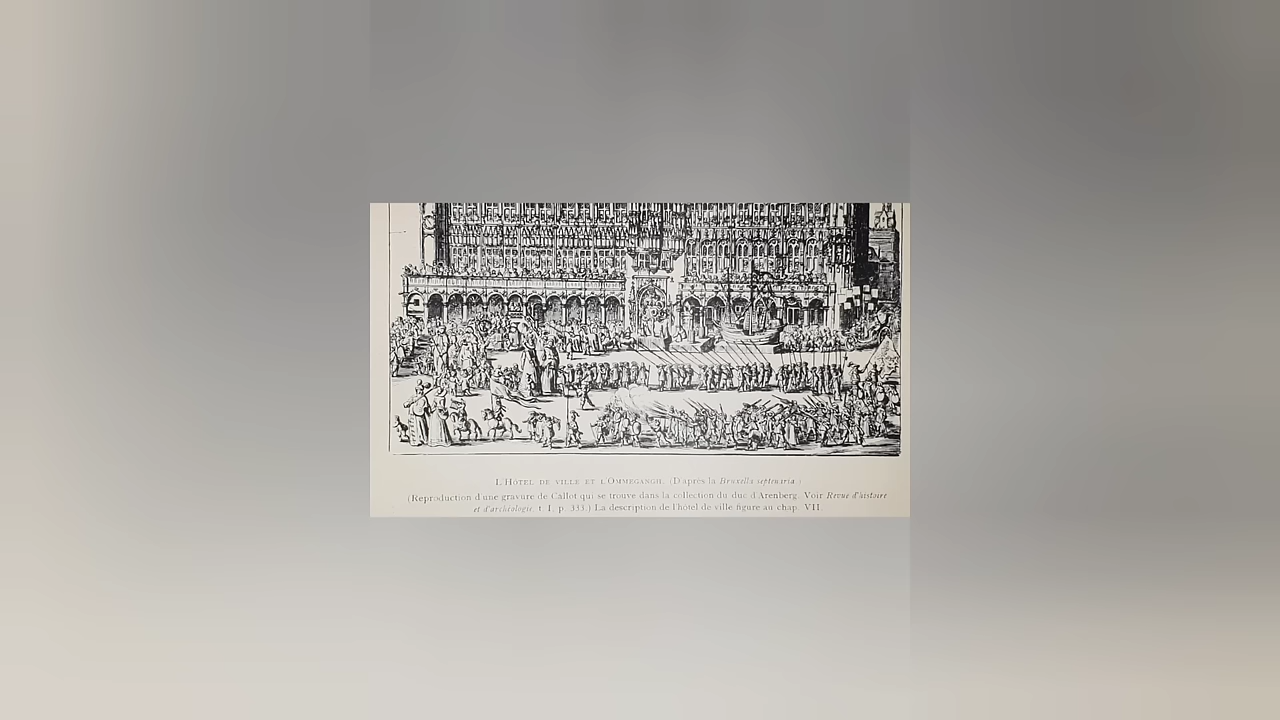 L'HÔTEL DE VILLE ET L'OMMEGANGH. (D'après la Bruxella septenaria.)
(Reproduction d'une gravure de Callot qui se trouve dans la collection du duc d'Arenberg. Voir Revue d'histoire
et d'archéologie, t. I, p. 333.) La description de l'hôtel de ville figure au chap. VII.